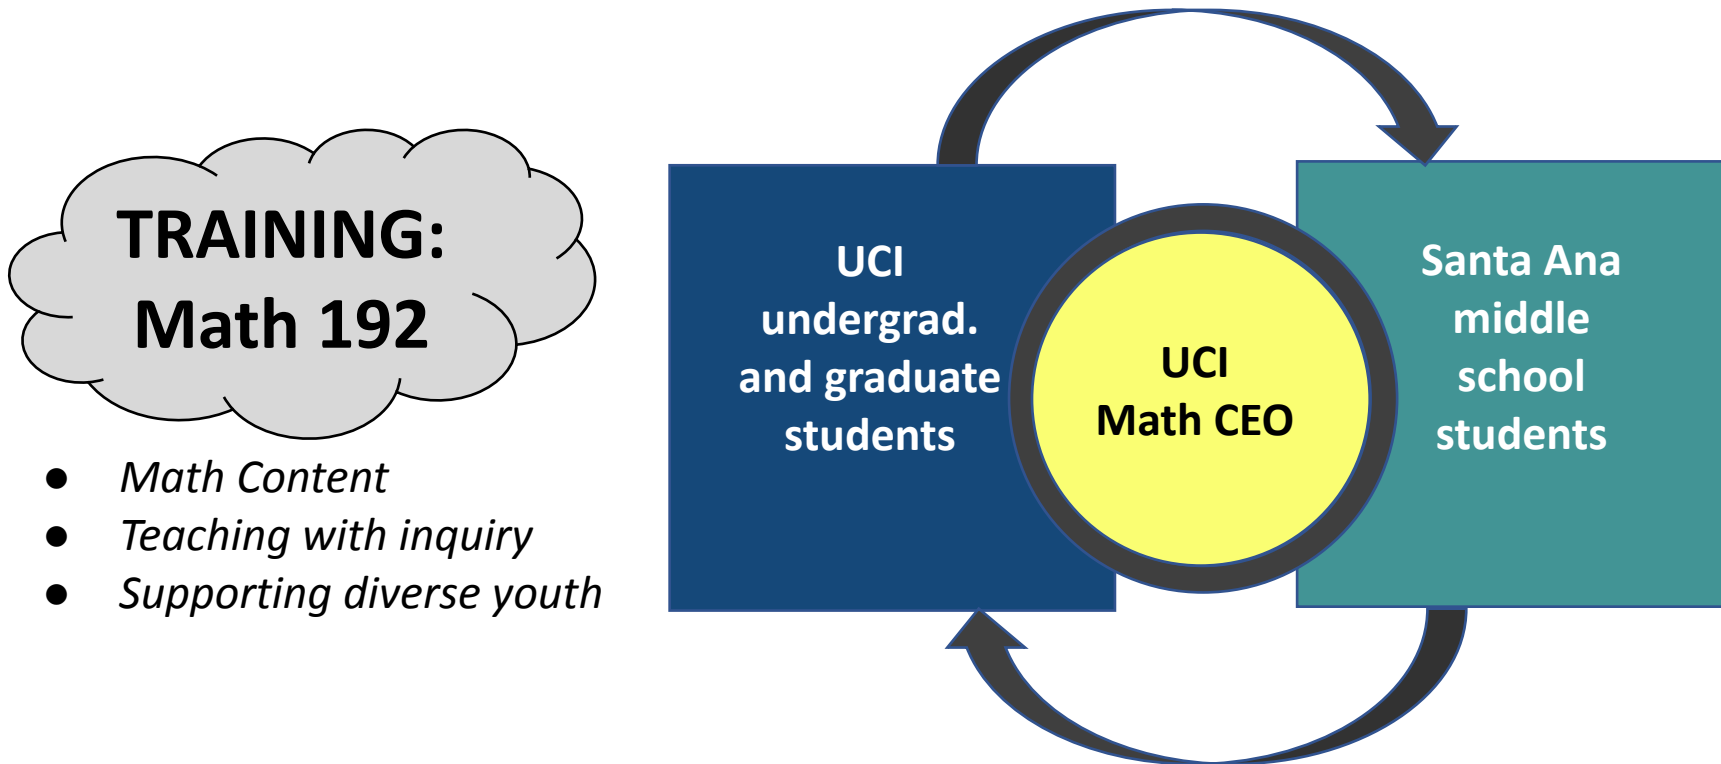 TRAINING:
Math 192
● Math Content
● Teaching with inquiry
● Supporting diverse youth
UCI
undergrad.
and graduate
students
UCI
Math CEO
Santa Ana
middle
school
students